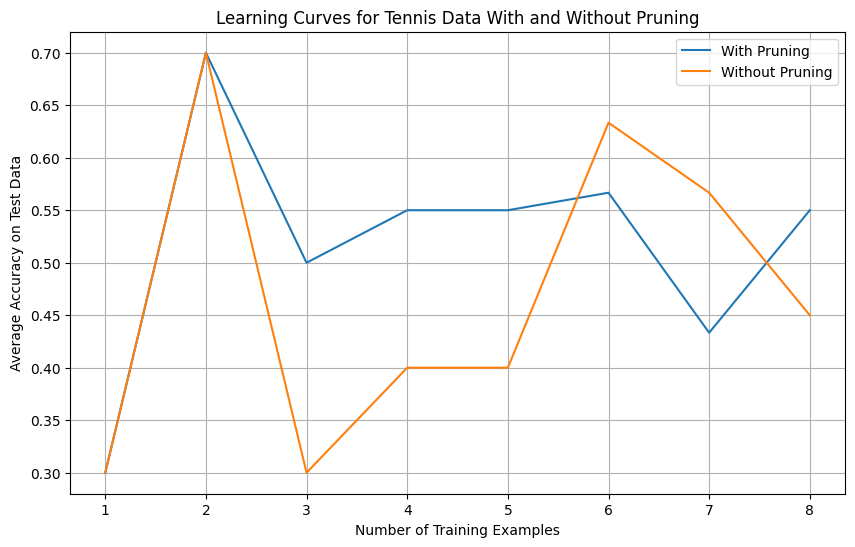 Learning Curves for Tennis Data With and Without Pruning
With Pruning
Without Pruning
Average Accuracy on Test Data
0.70
0.65
0.60
0.55
0.50
0.45
0.40
0.35
0.30
1 2 3 4 5 6 7 8
Number of Training Examples